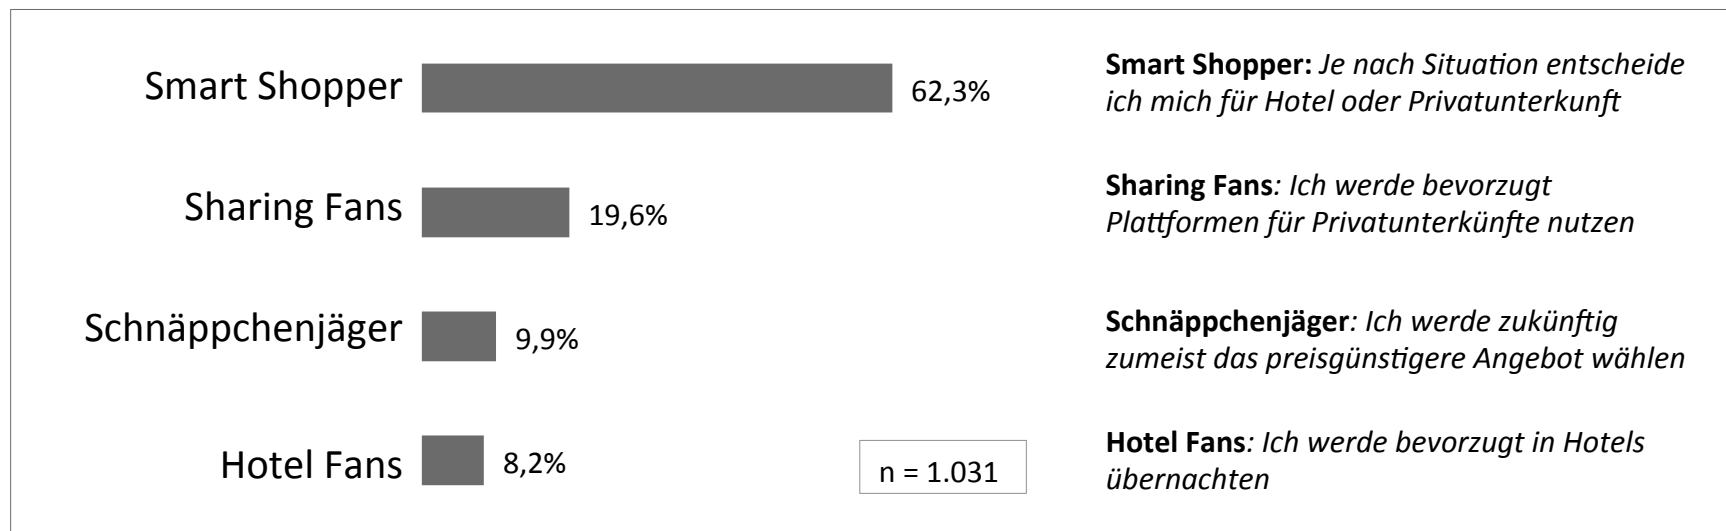 Smart Shopper
62,3%
Smart Shopper: Je nach Situation entscheide
ich mich für Hotel oder Privatunterkunft
Sharing Fans
19,6%
Sharing Fans: Ich werde bevorzugt
Plattformen für Privatunterkünfte nutzen
Schnäppchenjäger
9,9%
Schnäppchenjäger: Ich werde zukünftig
zumeist das preisgünstigere Angebot wählen
Hotel Fans
8,2%
n = 1.031
Hotel Fans: Ich werde bevorzugt in Hotels
übernachten